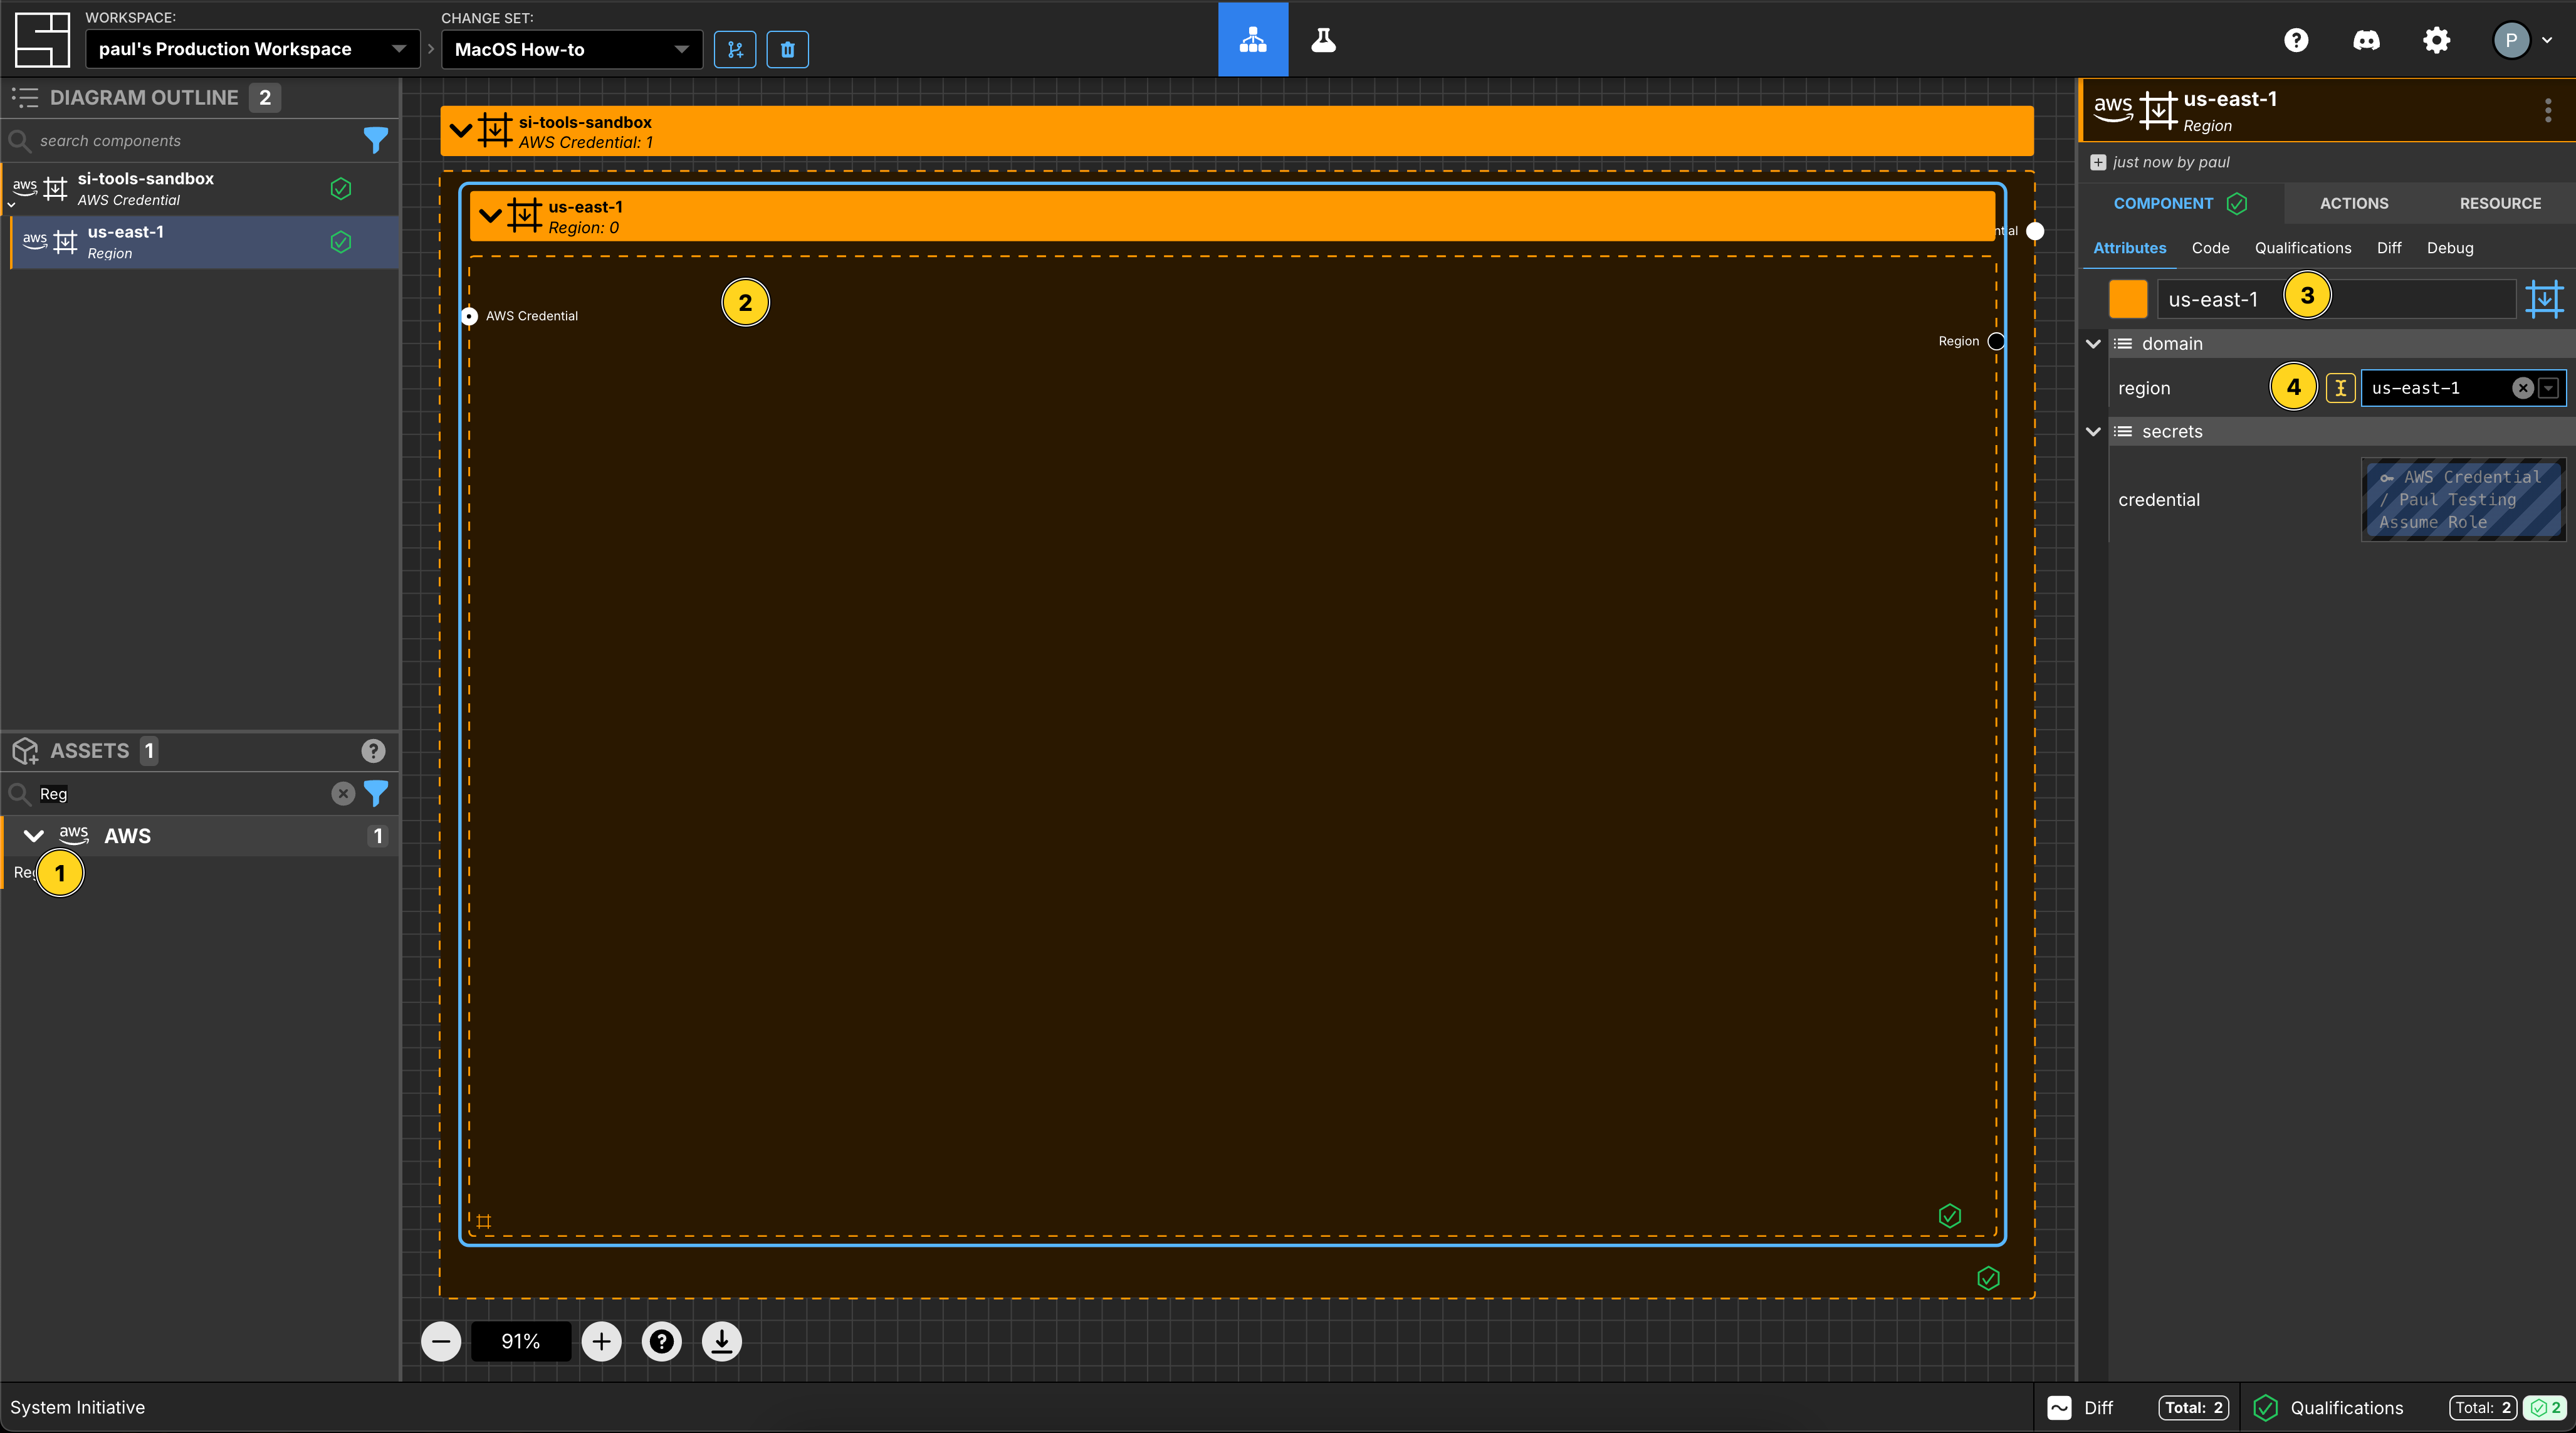 WORKSPACE:
paul's Production Workspace
CHANGE SET:
MacOS How-to
P
DIAGRAM OUTLINE 2
search components
aws
si-tools-sandbox
AWS Credential
aws
us-east-1
Region
ASSETS 1
Reg
aws AWS 1
Reg
1
si-tools-sandbox
AWS Credential: 1
us-east-1
Region: 0
ntial
2
AWS Credential
Region
91%
aws
us-east-1
Region
just now by paul
COMPONENT
ACTIONS
RESOURCE
Attributes
Code
Qualifications
Diff
Debug
us-east-1
3
domain
region
4
us-east-1
secrets
credential
AWS Credential
/ Paul Testing
Assume Role
System Initiative
Diff
Total: 2
Qualifications
Total: 2
2